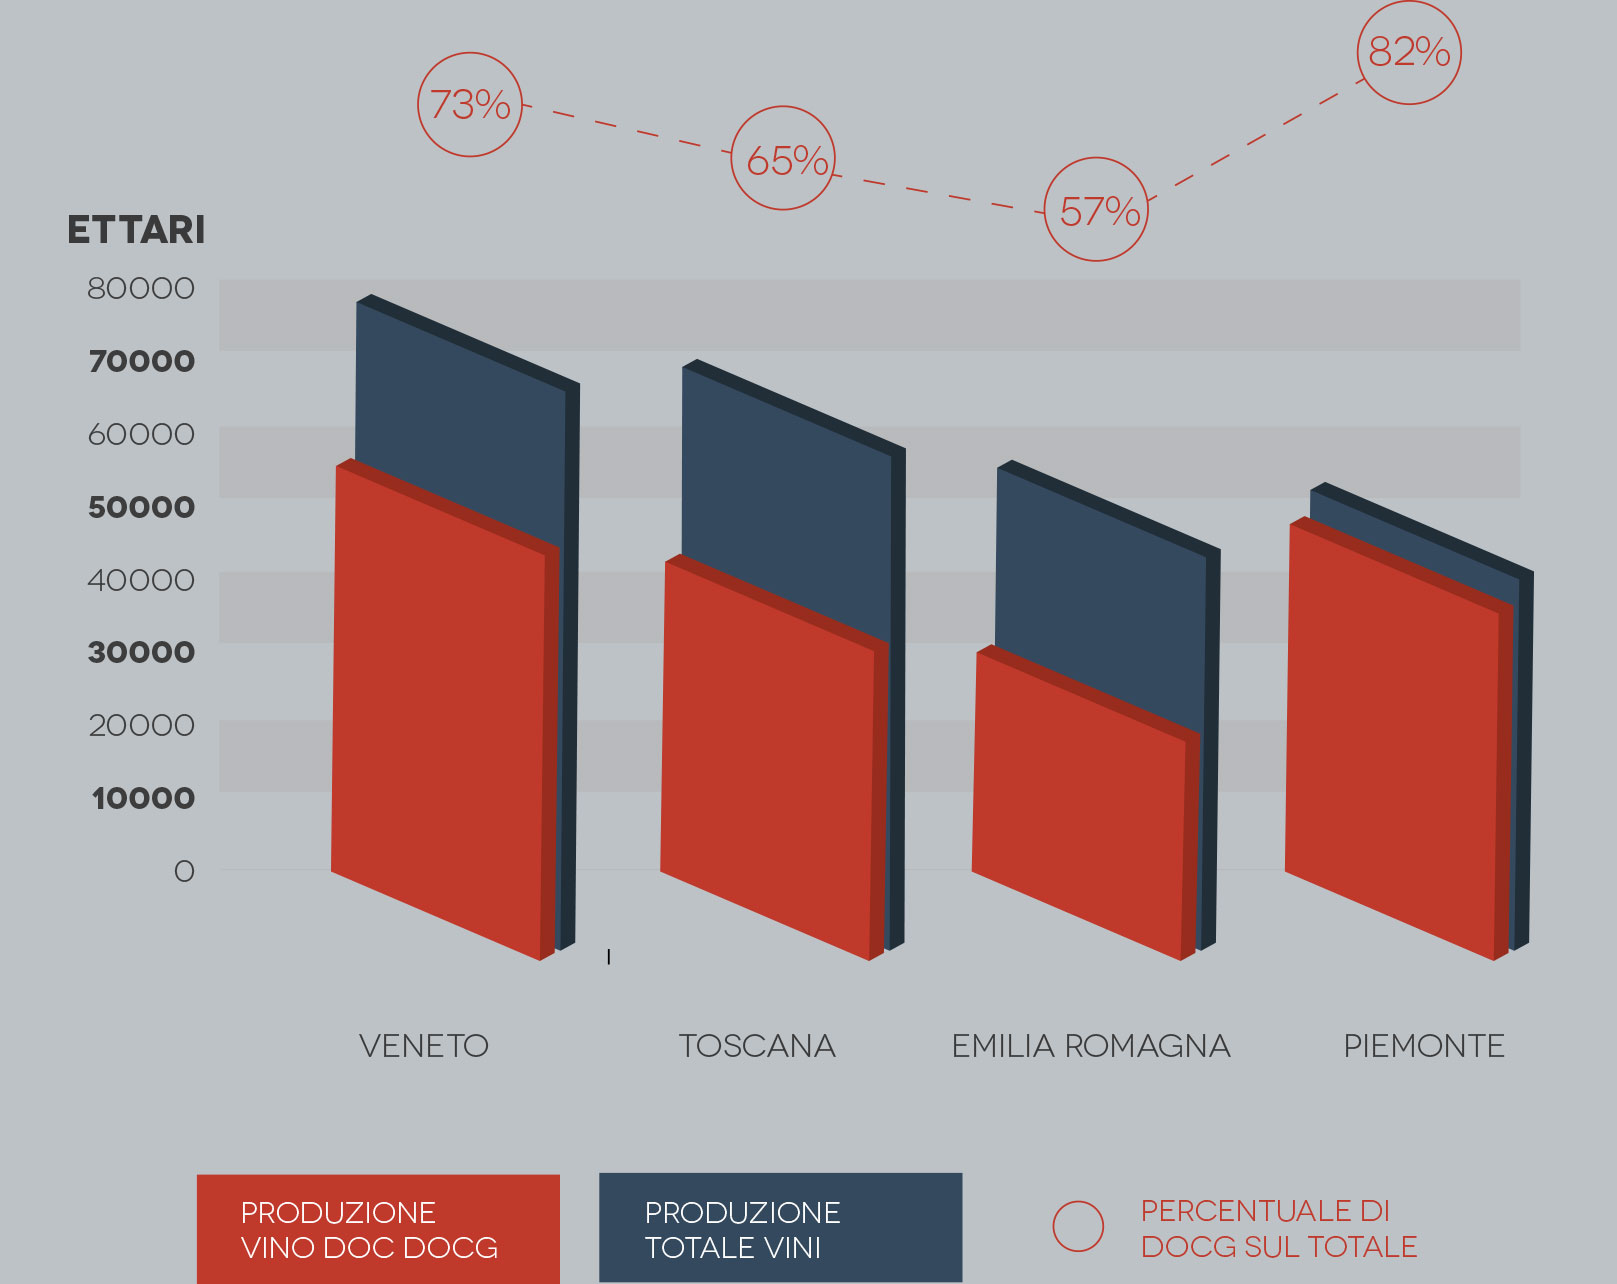 82%
73%
65%
57%
ETTARI
80000
70000
60000
50000
40000
30000
20000
10000
0
VENETO
TOSCANA
EMILIA ROMAGNA
PIEMONTE
PRODUZIONE
VINO DOC DOCG
PRODUZIONE
TOTALE VINI
PERCENTUALE DI
DOCG SUL TOTALE